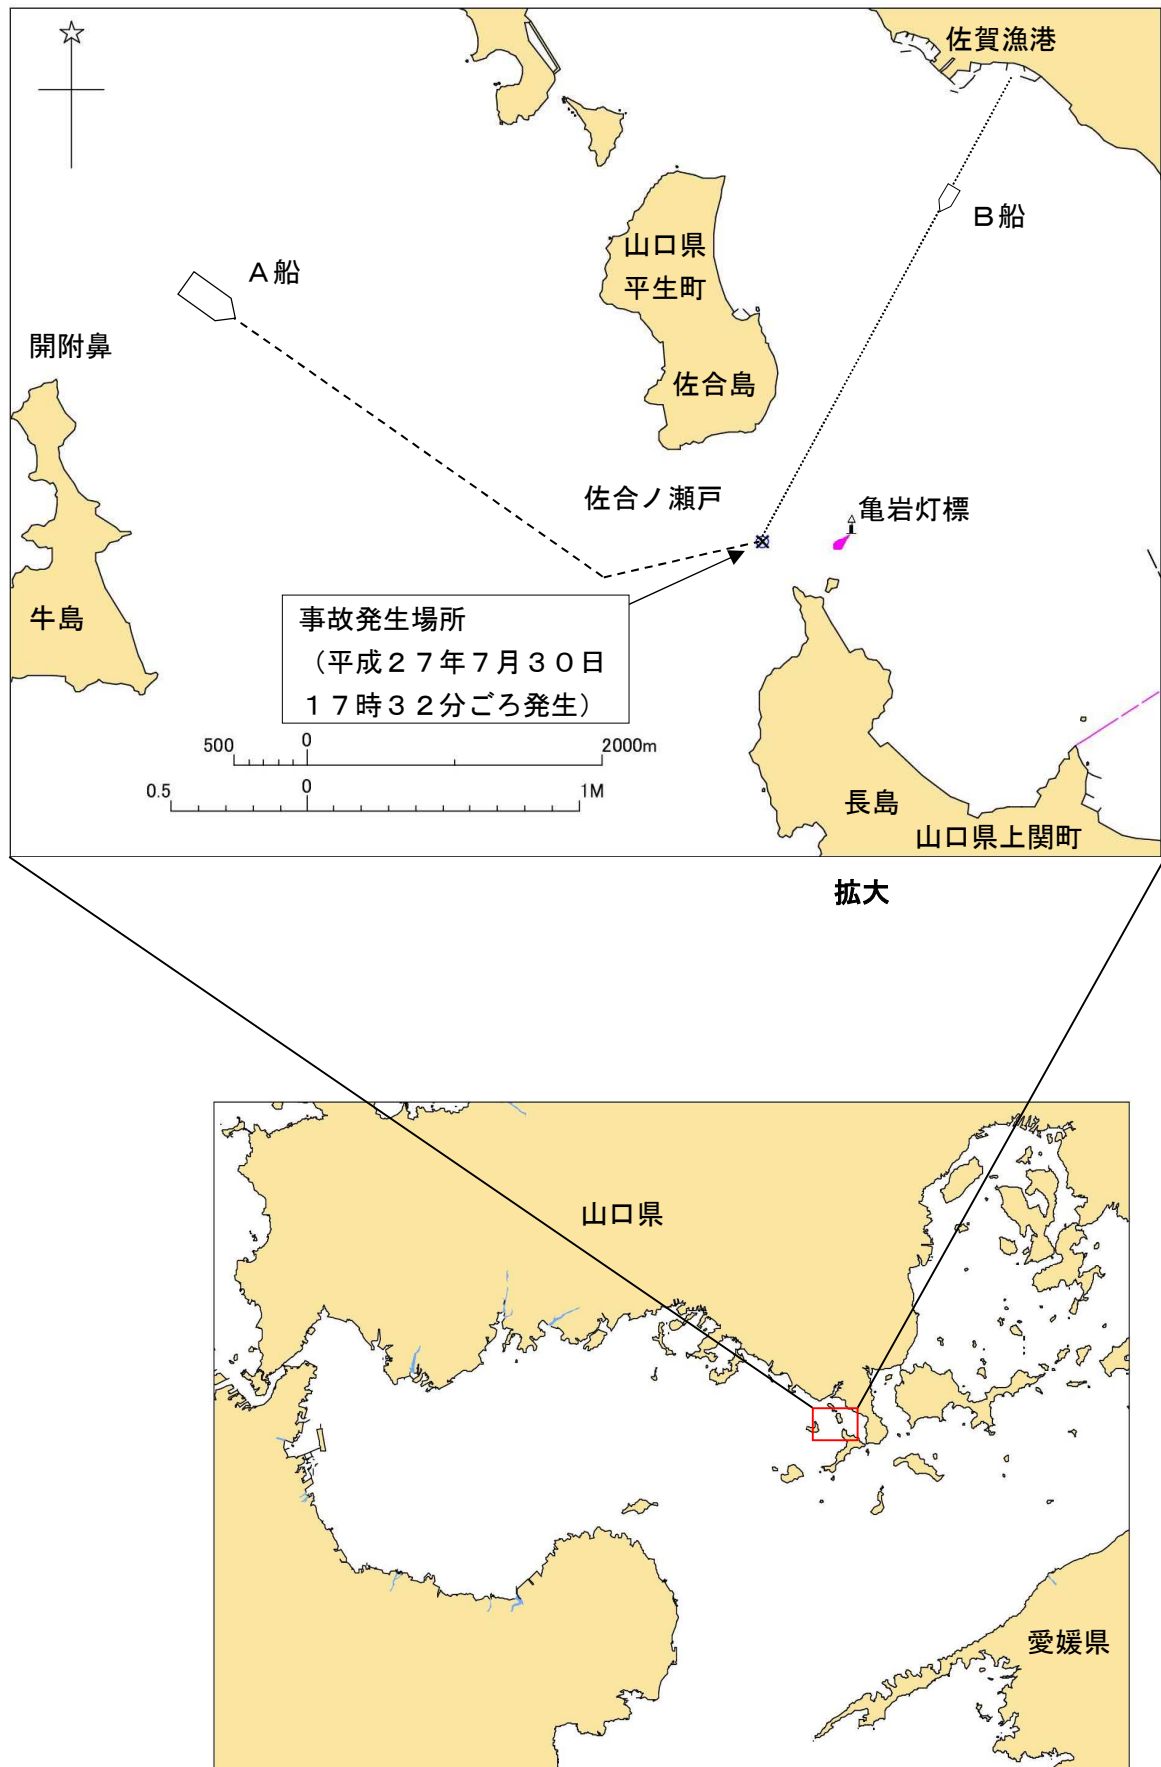 佐賀漁港
B船
山口県
平生町
A船
開附鼻
佐合島
佐合ノ瀬戸
亀岩灯標
事故発生場所
（平成２７年７月３０日
１７時３２分ごろ発生）
牛島
500 0 2000m
0.5 0 1M
長島
山口県上関町
拡大
山口県
愛媛県